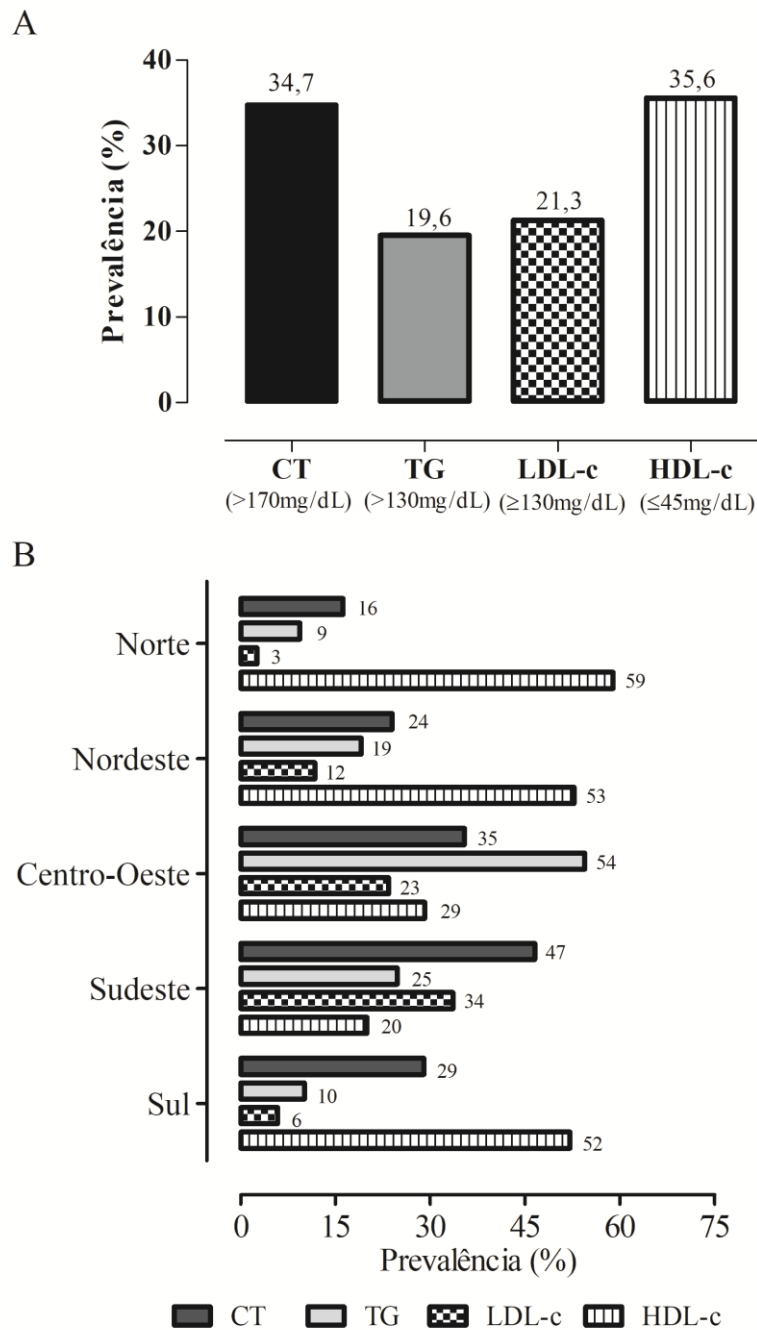 A
Prevalência (%)
40
30
20
10
0
34,7
19,6
21,3
35,6
CT TG LDL-c HDL-c
(>170mg/dL) (>130mg/dL) (≥130mg/dL) (≤45mg/dL)
B
Norte
16
9
3
59
Nordeste
24
19
12
53
Centro-Oeste
35
54
23
29
Sudeste
47
25
34
20
Sul
29
10
6
52
0 15 30 45 60 75
Prevalência (%)
CT TG LDL-c HDL-c